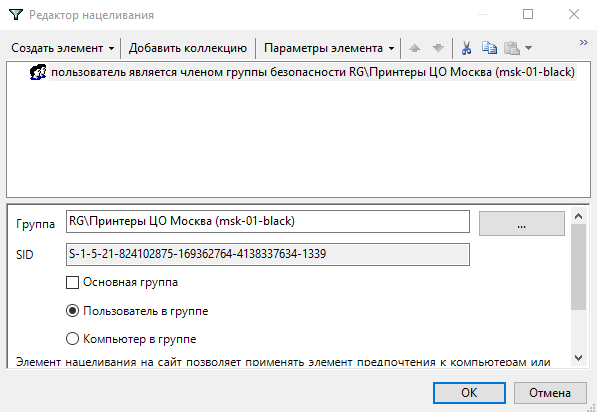 Редактор нацеливания
Создать элемент Добавить коллекцию Параметры элемента »
пользователь является членом группы безопасности RG\Принтеры ЦО Москва (msk-01-black)
Группа RG\Принтеры ЦО Москва (msk-01-black) ...
SID S-1-5-21-824102875-169362764-4138337634-1339
Основная группа
Пользователь в группе
Компьютер в группе
Элемент нацеливания на сайт позволяет применять элемент предпочтения к компьютерам или
OK Отмена